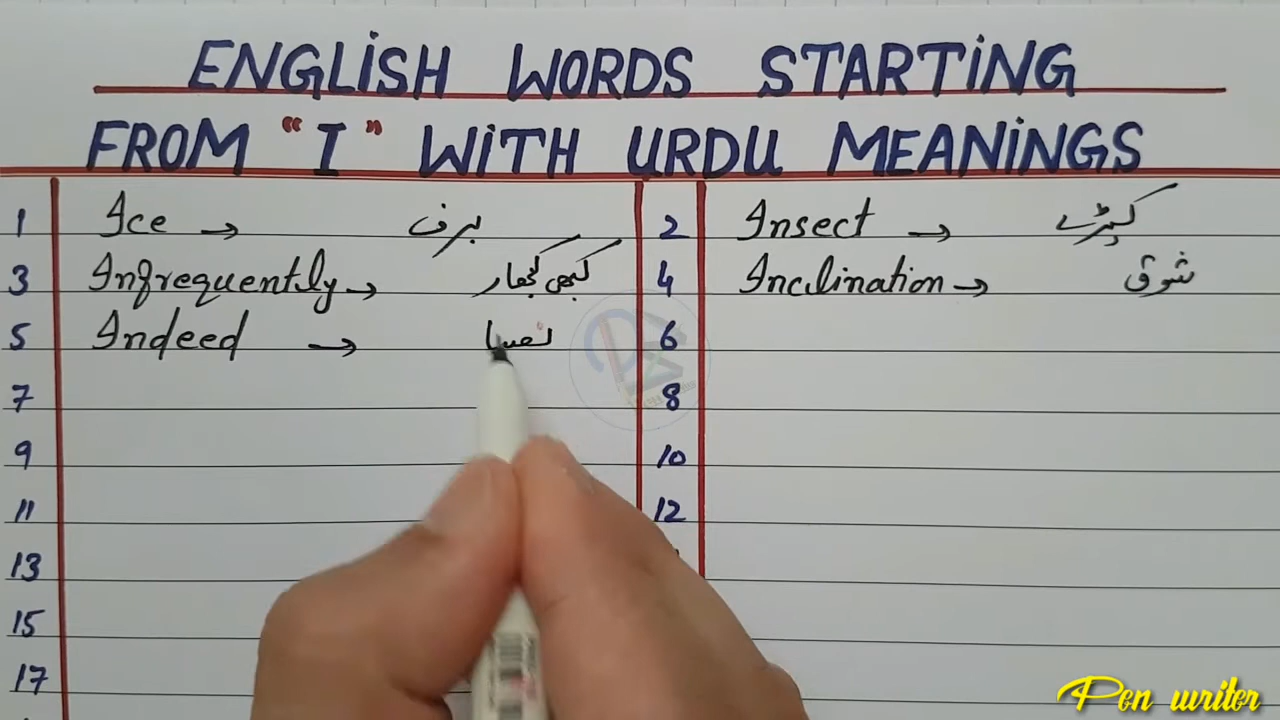 ENGLISH WORDS STARTING
FROM "I" WITH URDU MEANINGS
1 Ice → برف 2 Insect → کیڑے
3 Infrequently → کبھی کبھار 4 Inclination → شوق
5 Indeed → 6
7 8
9 10
11 12
13
15
17
Pen writer